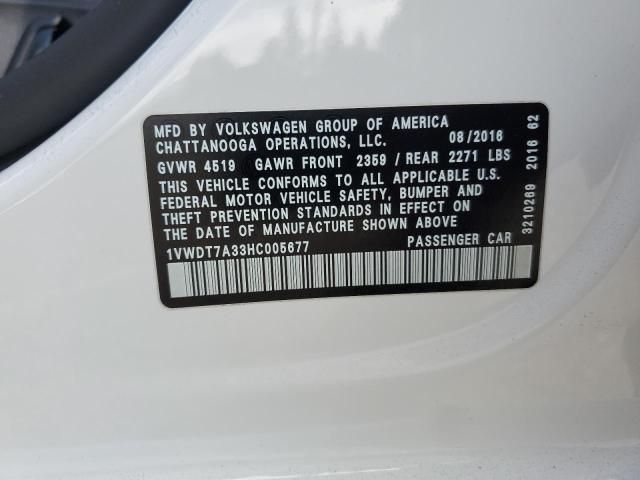 MFD BY VOLKSWAGEN GROUP OF AMERICA
CHATTANOOGA OPERATIONS, LLC. 08/2016
GVWR 4519 GAWR FRONT 2359 / REAR 2271 LBS
THIS VEHICLE CONFORMS TO ALL APPLICABLE U.S.
FEDERAL MOTOR VEHICLE SAFETY, BUMPER AND
THEFT PREVENTION STANDARDS IN EFFECT ON
THE DATE OF MANUFACTURE SHOWN ABOVE
1VWDT7A33HC005677 PASSENGER CAR
3210269 2016 62